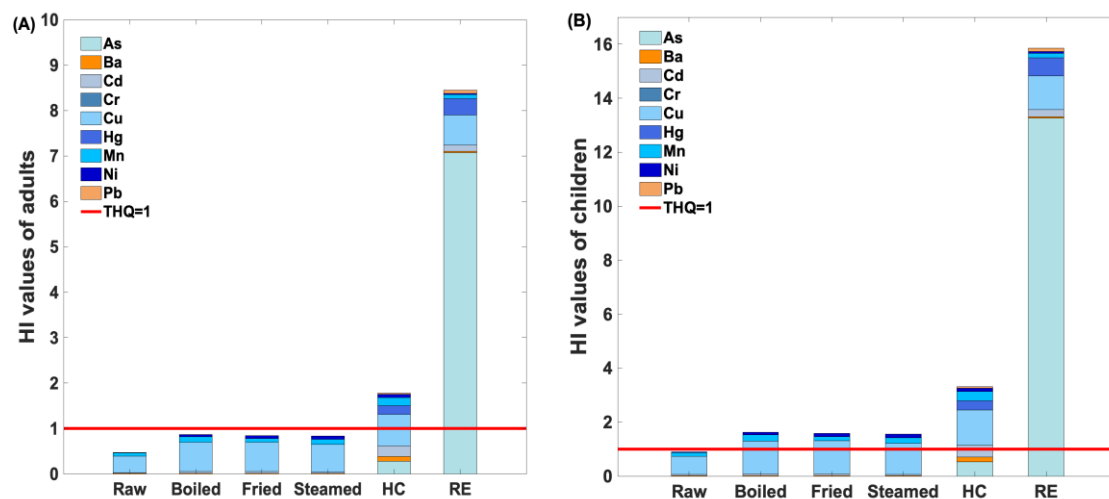 (A)
HI values of adults
10
9
8
7
6
5
4
3
2
1
0
As
Ba
Cd
Cr
Cu
Hg
Mn
Ni
Pb
THQ=1
Raw Boiled Fried Steamed HC RE
(B)
HI values of children
16
14
12
10
8
6
4
2
0
As
Ba
Cd
Cr
Cu
Hg
Mn
Ni
Pb
THQ=1
Raw Boiled Fried Steamed HC RE